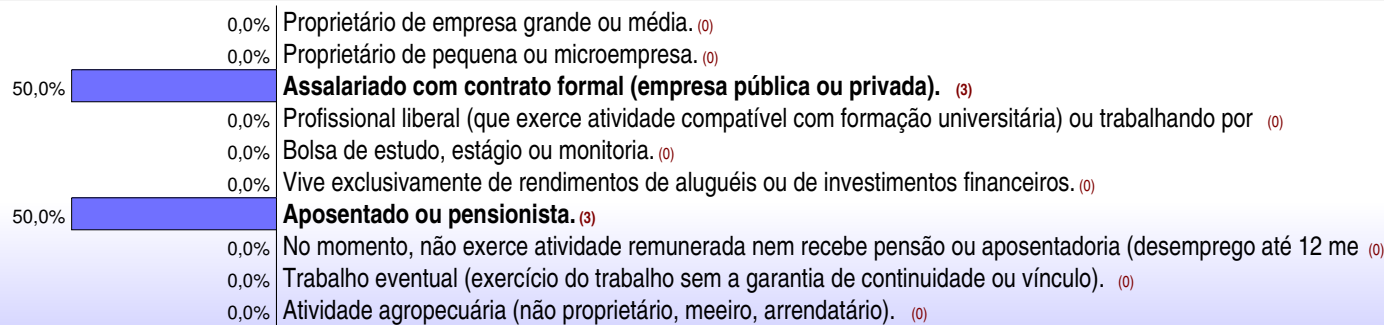 0,0% Proprietário de empresa grande ou média. (0)
0,0% Proprietário de pequena ou microempresa. (0)
50,0% Assalariado com contrato formal (empresa pública ou privada). (3)
0,0% Profissional liberal (que exerce atividade compatível com formação universitária) ou trabalhando por (0)
0,0% Bolsa de estudo, estágio ou monitoria. (0)
0,0% Vive exclusivamente de rendimentos de aluguéis ou de investimentos financeiros. (0)
50,0% Aposentado ou pensionista. (3)
0,0% No momento, não exerce atividade remunerada nem recebe pensão ou aposentadoria (desemprego até 12 me (0)
0,0% Trabalho eventual (exercício do trabalho sem a garantia de continuidade ou vínculo). (0)
0,0% Atividade agropecuária (não proprietário, meeiro, arrendatário). (0)